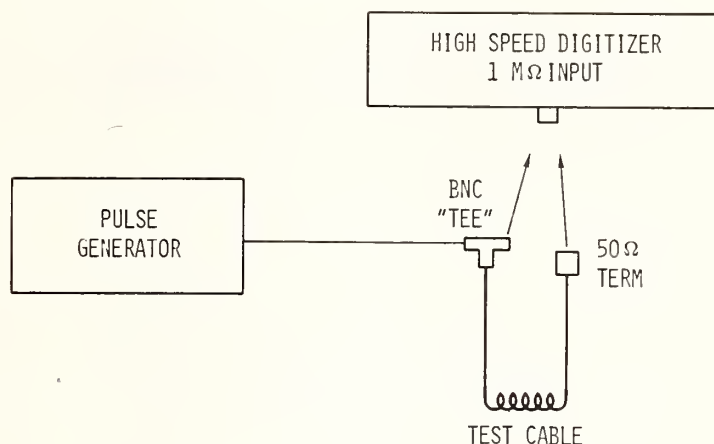 HIGH SPEED DIGITIZER
1 MΩ INPUT
BNC
"TEE"
PULSE
GENERATOR
50Ω
TERM
TEST CABLE